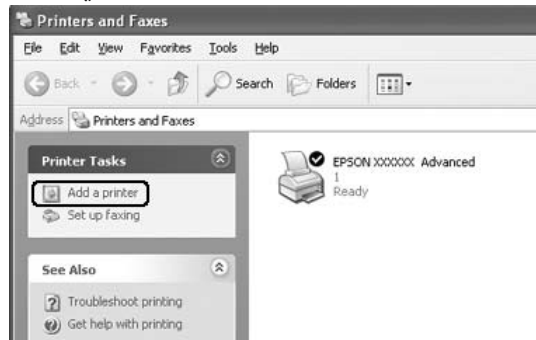 Printers and Faxes
File Edit View Favorites Tools Help
Back Search Folders
Address Printers and Faxes
Printer Tasks
Add a printer
Set up faxing
See Also
Troubleshoot printing
Get help with printing
EPSON XXXXXX Advanced
1
Ready